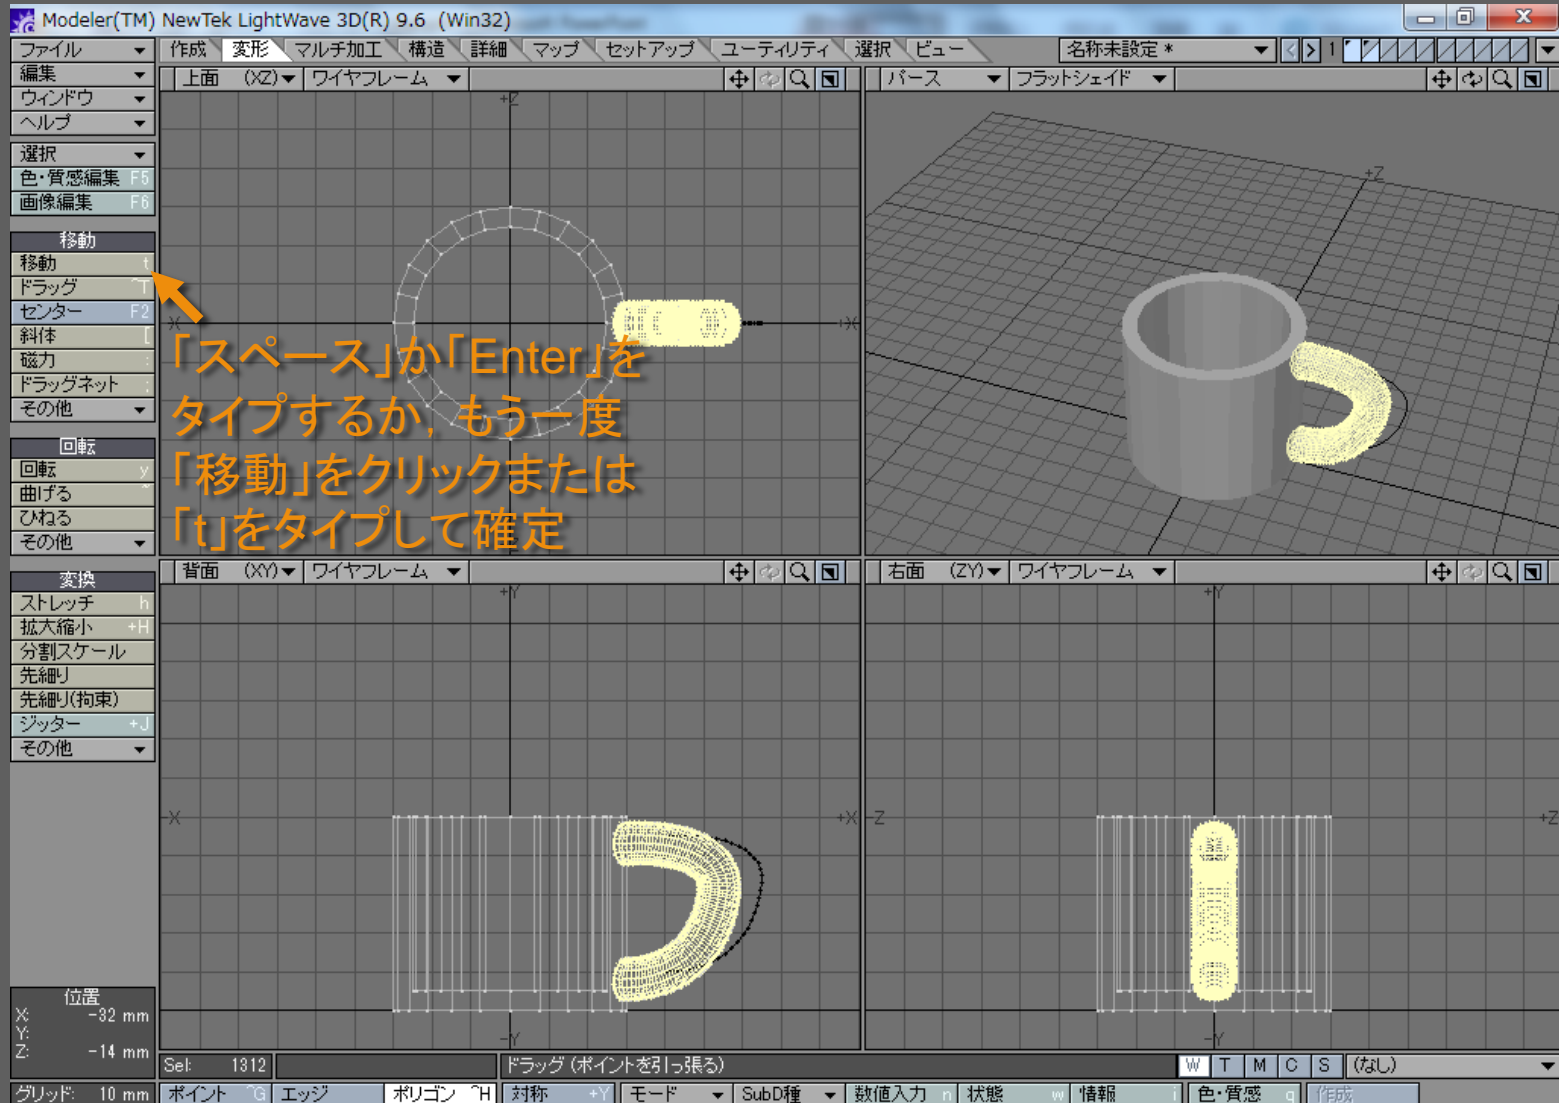 Modeler(TM) NewTek LightWave 3D(R) 9.6 (Win32)
ファイル
編集
ウィンドウ
ヘルプ
選択
色・質感編集 F5
画像編集 F6
移動
移動 t
ドラッグ ^T
センター F2
斜体 [
磁力 :
ドラッグネット ;
その他
回転
回転 y
曲げる ~
ひねる
その他
変換
ストレッチ h
拡大縮小 +H
分割スケール
先細り
先細り(拘束)
ジッター +J
その他
位置
X: -32 mm
Y:
Z: -14 mm
グリッド: 10 mm
作成 変形 マルチ加工 構造 詳細 マップ セットアップ ユーティリティ 選択 ビュー
名称未設定 * < > 1
上面 (XZ) ワイヤフレーム
+Z
-X
+X
パース フラットシェイド
+Z
「スペース」か「Enter」を
タイプするか, もう一度
「移動」をクリックまたは
「t」をタイプして確定
背面 (XY) ワイヤフレーム
+Y
-X
+X
-Y
右面 (ZY) ワイヤフレーム
+Y
-Z
+Z
-Y
Sel: 1312
ドラッグ (ポイントを引っ張る)
W T M C S (なし)
ポイント ^G エッジ ポリゴン ^H 対称 +Y モード SubD種 数値入力 n 状態 w 情報 i 色・質感 q 作成